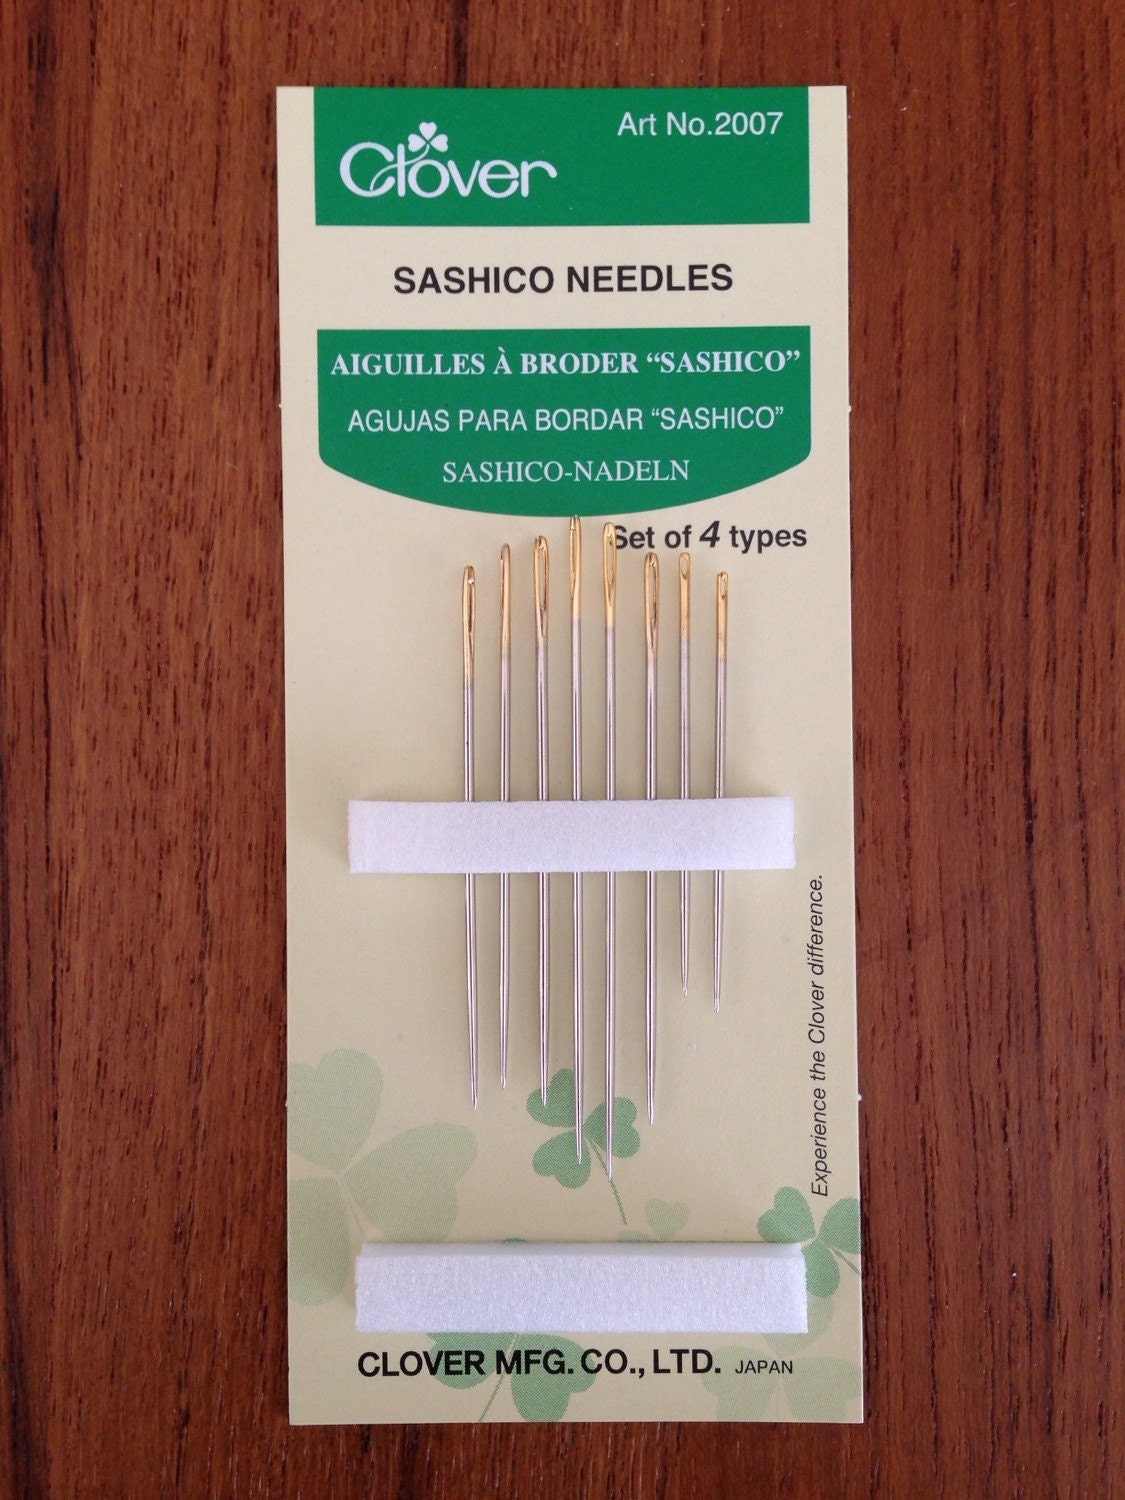 Clover
Art No.2007
SASHICO NEEDLES
AIGUILLES À BRODER “SASHICO”
AGUJAS PARA BORDAR “SASHICO”
SASHICO-NADELN
Set of 4 types
Experience the Clover difference.
CLOVER MFG. CO., LTD. JAPAN